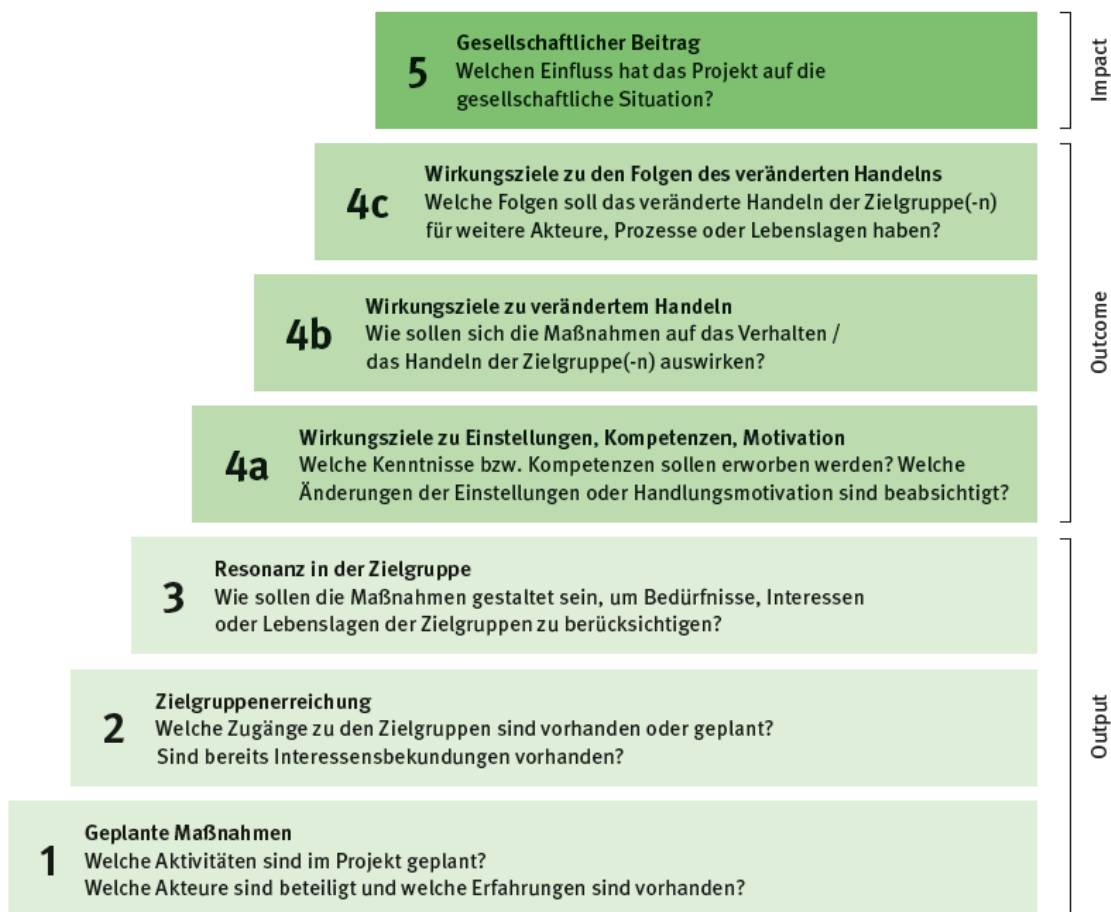 5
Gesellschaftlicher Beitrag
Welchen Einfluss hat das Projekt auf die
gesellschaftliche Situation?
Impact
4c
Wirkungsziele zu den Folgen des veränderten Handelns
Welche Folgen soll das veränderte Handeln der Zielgruppe(-n)
für weitere Akteure, Prozesse oder Lebenslagen haben?
4b
Wirkungsziele zu verändertem Handeln
Wie sollen sich die Maßnahmen auf das Verhalten /
das Handeln der Zielgruppe(-n) auswirken?
Outcome
4a
Wirkungsziele zu Einstellungen, Kompetenzen, Motivation
Welche Kenntnisse bzw. Kompetenzen sollen erworben werden? Welche
Änderungen der Einstellungen oder Handlungsmotivation sind beabsichtigt?
3
Resonanz in der Zielgruppe
Wie sollen die Maßnahmen gestaltet sein, um Bedürfnisse, Interessen
oder Lebenslagen der Zielgruppen zu berücksichtigen?
2
Zielgruppenerreichung
Welche Zugänge zu den Zielgruppen sind vorhanden oder geplant?
Sind bereits Interessensbekundungen vorhanden?
Output
1
Geplante Maßnahmen
Welche Aktivitäten sind im Projekt geplant?
Welche Akteure sind beteiligt und welche Erfahrungen sind vorhanden?